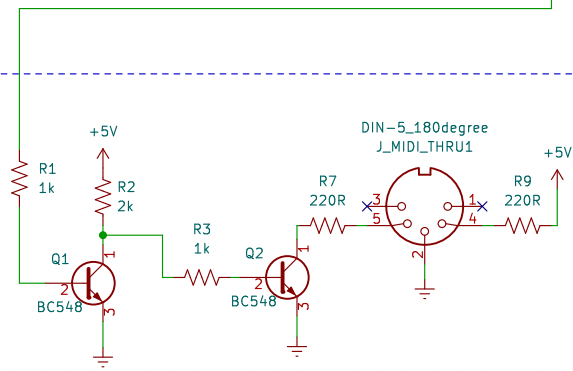 DIN-5_180degree
J_MIDI_THRU1
+5V
+5V
R1
1k
R2
2k
R7
220R
3
1
R9
220R
5
4
R3
1k
Q1
1
Q2
1
2
2
2
BC548
3
BC548
3